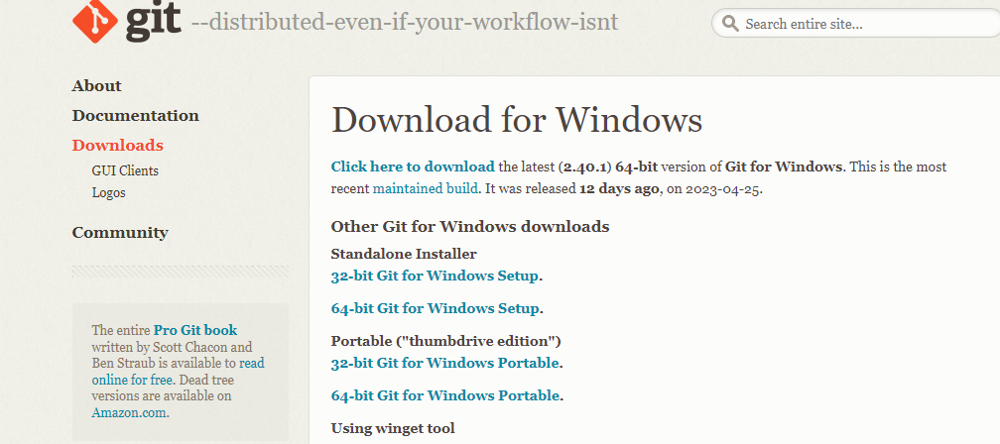 git --distributed-even-if-your-workflow-isnt
Search entire site...
About
Documentation
Downloads
GUI Clients
Logos
Community
The entire Pro Git book
written by Scott Chacon and
Ben Straub is available to read
online for free. Dead tree
versions are available on
Amazon.com.
Download for Windows
Click here to download the latest (2.40.1) 64-bit version of Git for Windows. This is the most
recent maintained build. It was released 12 days ago, on 2023-04-25.
Other Git for Windows downloads
Standalone Installer
32-bit Git for Windows Setup.
64-bit Git for Windows Setup.
Portable ("thumbdrive edition")
32-bit Git for Windows Portable.
64-bit Git for Windows Portable.
Using winget tool